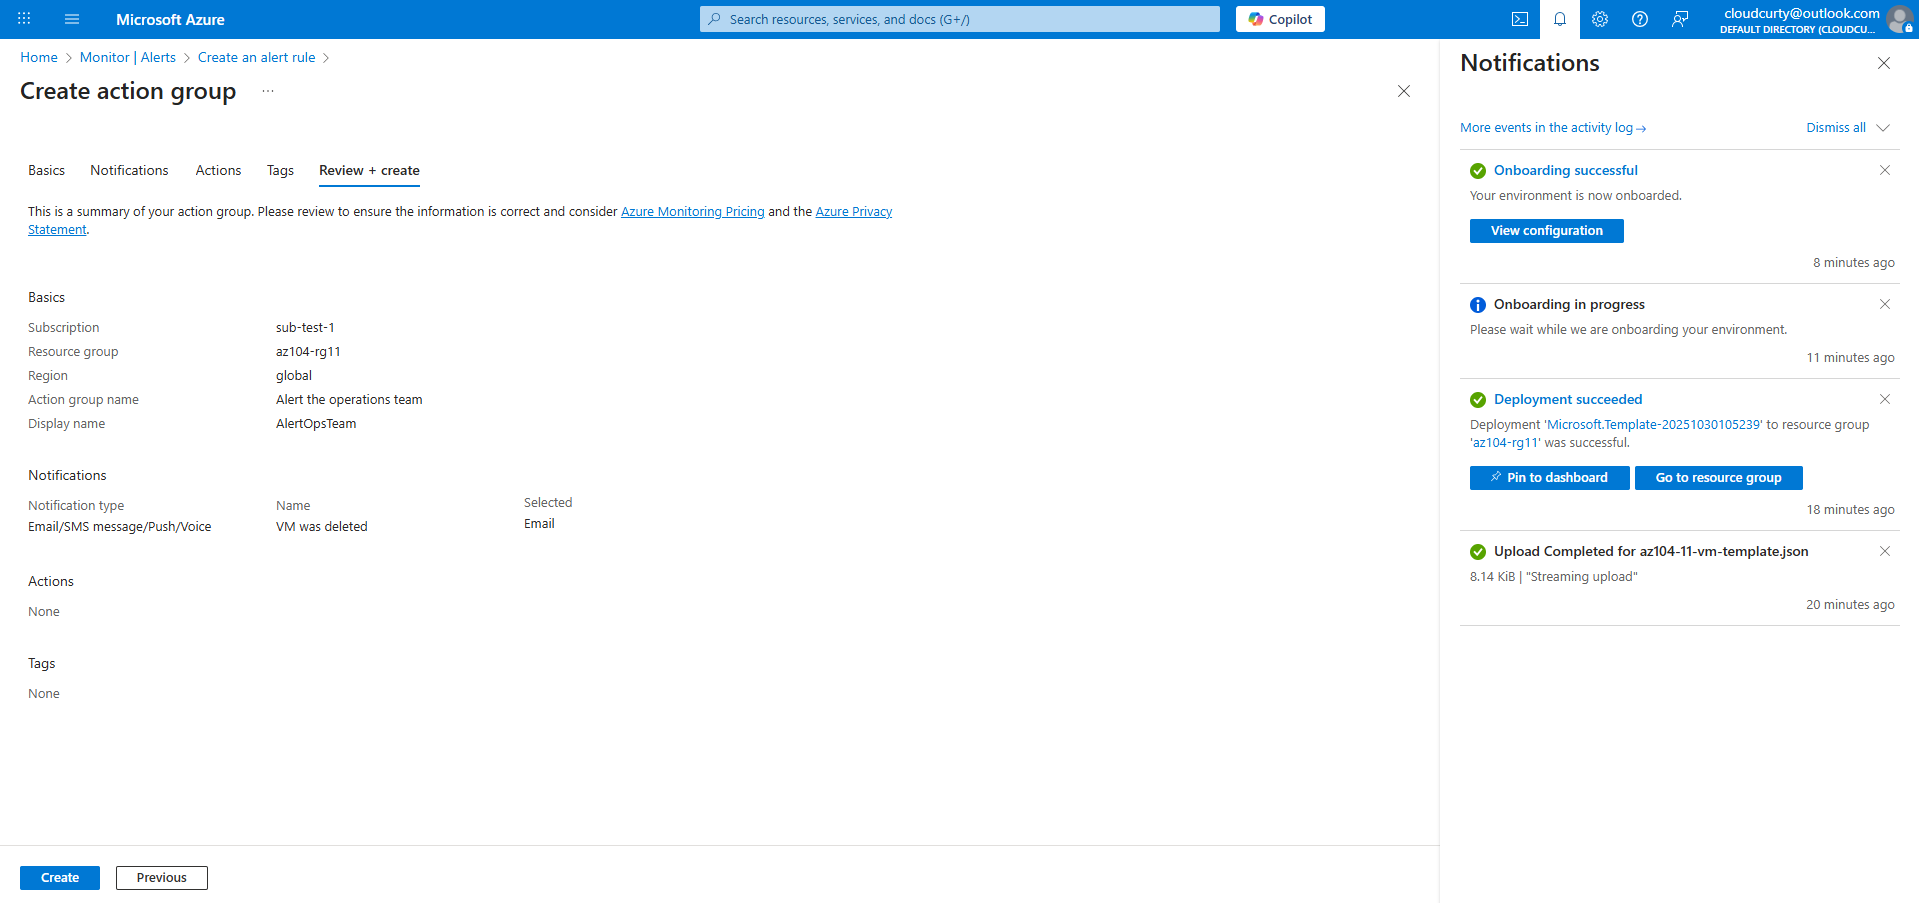 Microsoft Azure
Search resources, services, and docs (G+/)
Copilot
cloudcurty@outlook.com
DEFAULT DIRECTORY (CLOUDCU...
Home > Monitor | Alerts > Create an alert rule >
Create action group ...
Basics Notifications Actions Tags Review + create
This is a summary of your action group. Please review to ensure the information is correct and consider Azure Monitoring Pricing and the Azure Privacy
Statement.
Basics
Subscription sub-test-1
Resource group az104-rg11
Region global
Action group name Alert the operations team
Display name AlertOpsTeam
Notifications
Notification type Name Selected
Email/SMS message/Push/Voice VM was deleted Email
Actions
None
Tags
None
Create Previous
Notifications
More events in the activity log → Dismiss all
Onboarding successful
Your environment is now onboarded.
View configuration
8 minutes ago
Onboarding in progress
Please wait while we are onboarding your environment.
11 minutes ago
Deployment succeeded
Deployment 'Microsoft.Template-20251030105239' to resource group
'az104-rg11' was successful.
Pin to dashboard Go to resource group
18 minutes ago
Upload Completed for az104-11-vm-template.json
8.14 KiB | "Streaming upload"
20 minutes ago